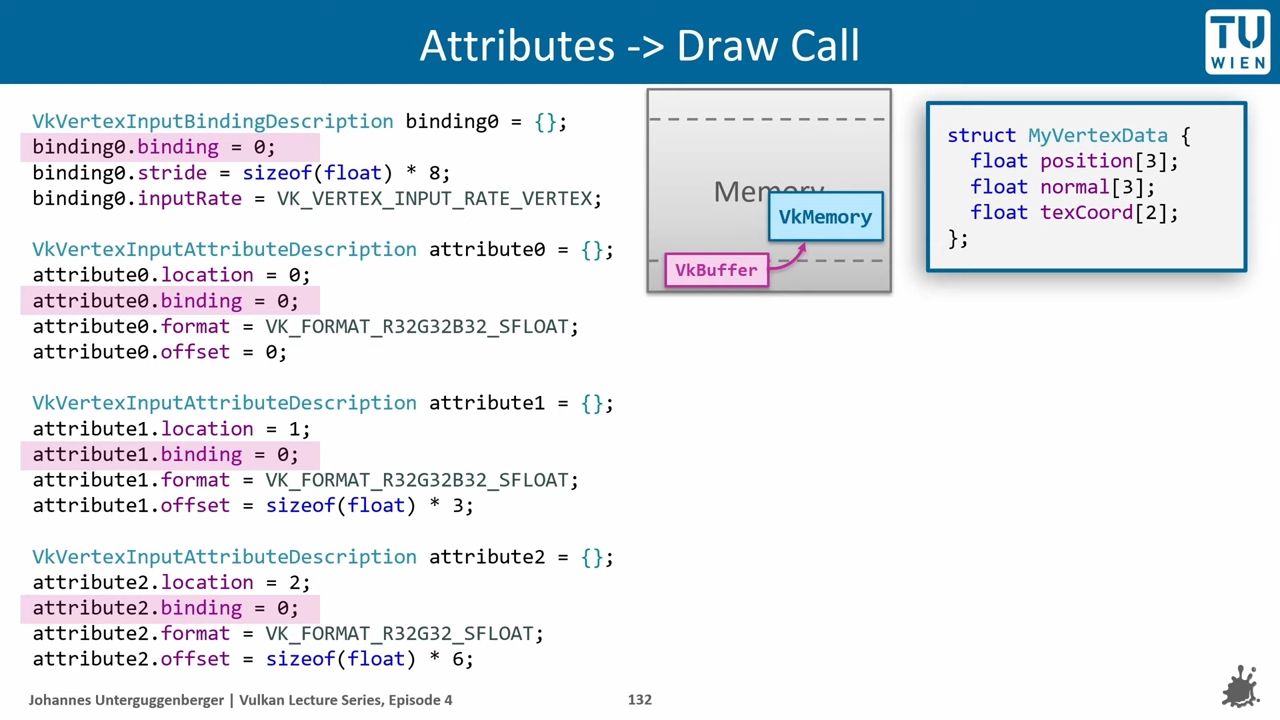 Attributes -> Draw Call
TU
WIEN
VkVertexInputBindingDescription binding0 = {};
binding0.binding = 0;
binding0.stride = sizeof(float) * 8;
binding0.inputRate = VK_VERTEX_INPUT_RATE_VERTEX;
VkVertexInputAttributeDescription attribute0 = {};
attribute0.location = 0;
attribute0.binding = 0;
attribute0.format = VK_FORMAT_R32G32B32_SFLOAT;
attribute0.offset = 0;
VkVertexInputAttributeDescription attribute1 = {};
attribute1.location = 1;
attribute1.binding = 0;
attribute1.format = VK_FORMAT_R32G32B32_SFLOAT;
attribute1.offset = sizeof(float) * 3;
VkVertexInputAttributeDescription attribute2 = {};
attribute2.location = 2;
attribute2.binding = 0;
attribute2.format = VK_FORMAT_R32G32_SFLOAT;
attribute2.offset = sizeof(float) * 6;
Memory
VkMemory
VkBuffer
struct MyVertexData {
float position[3];
float normal[3];
float texCoord[2];
};
Johannes Unterguggenberger | Vulkan Lecture Series, Episode 4
132